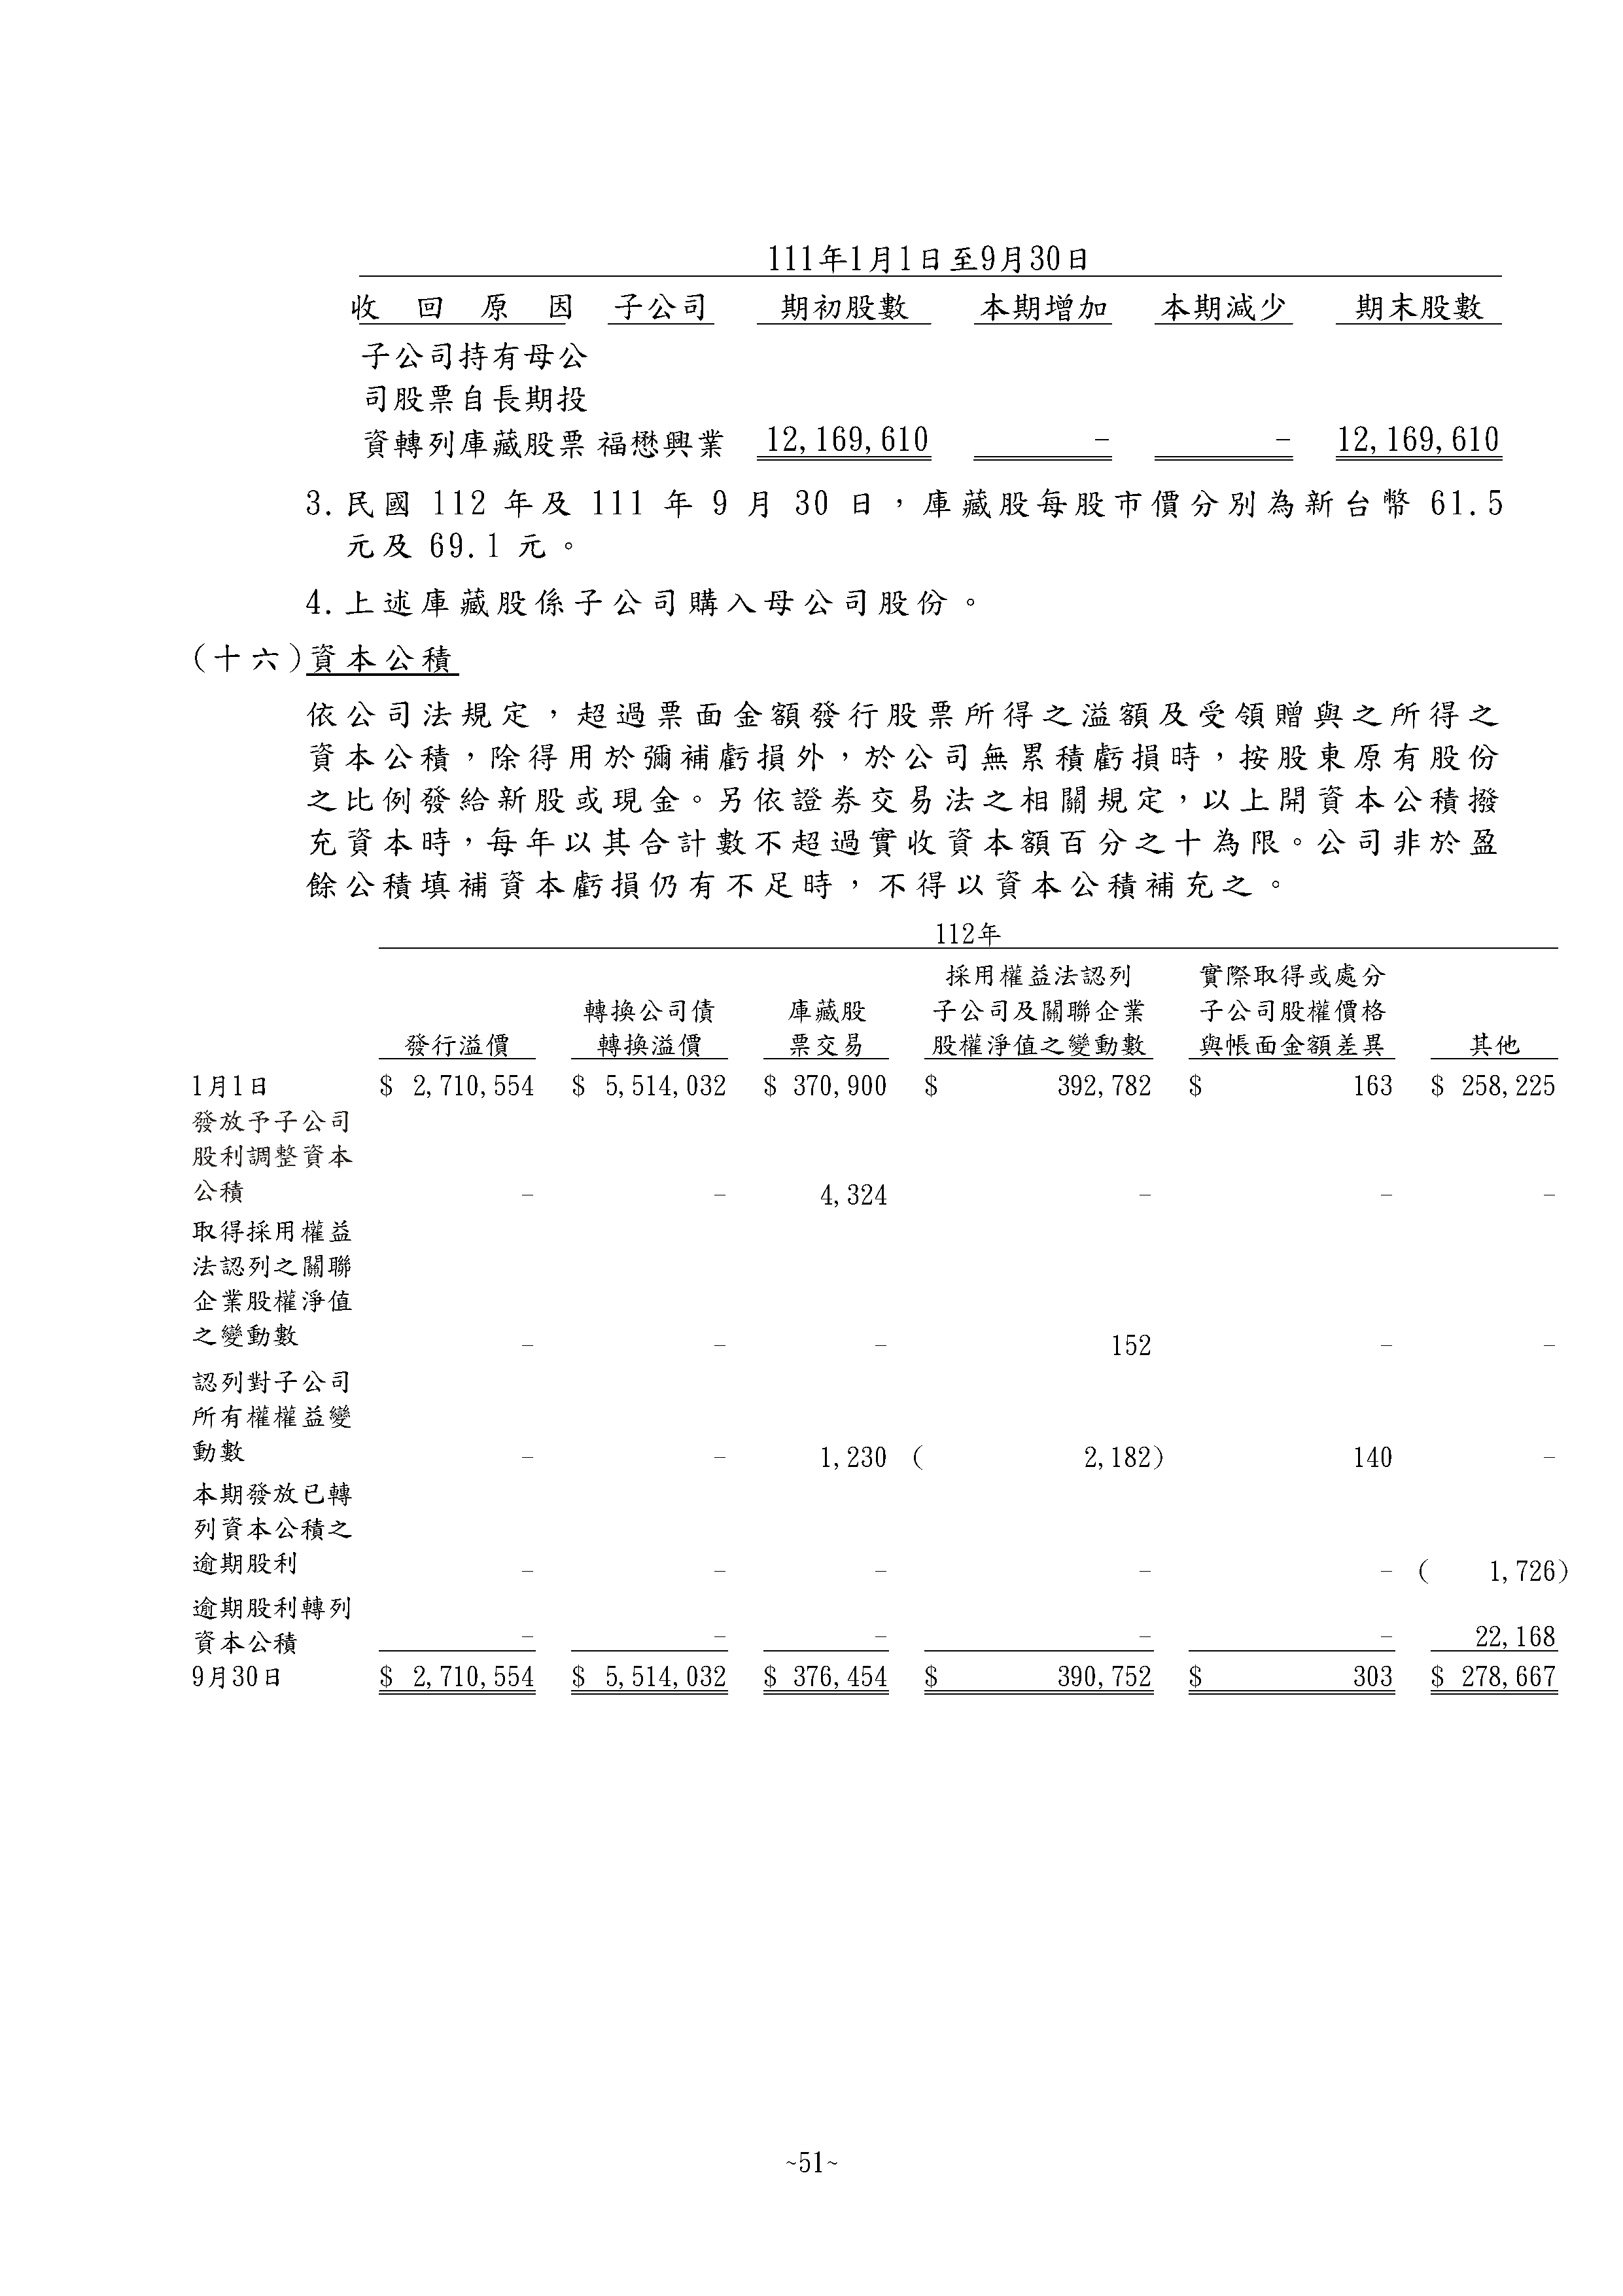 111年1月1日至9月30日
收 回 原 因 子公司 期初股數 本期增加 本期減少 期末股數
子公司持有母公
司股票自長期投
資轉列庫藏股票 福懋興業 12,169,610 - - 12,169,610
3.民國 112 年及 111 年 9 月 30 日，庫藏股每股市價分別為新台幣 61.5
元及 69.1 元。
4.上述庫藏股係子公司購入母公司股份。
(十六)資本公積
依公司法規定，超過票面金額發行股票所得之溢額及受領贈與之所得之
資本公積，除得用於彌補虧損外，於公司無累積虧損時，按股東原有股份
之比例發給新股或現金。另依證券交易法之相關規定，以上開資本公積撥
充資本時，每年以其合計數不超過實收資本額百分之十為限。公司非於盈
餘公積填補資本虧損仍有不足時，不得以資本公積補充之。
112年
採用權益法認列 實際取得或處分
轉換公司債 庫藏股 子公司及關聯企業 子公司股權價格
發行溢價 轉換溢價 票交易 股權淨值之變動數 與帳面金額差異 其他
1月1日 $ 2,710,554 $ 5,514,032 $ 370,900 $ 392,782 $ 163 $ 258,225
發放予子公司
股利調整資本
公積 - - 4,324 - - -
取得採用權益
法認列之關聯
企業股權淨值
之變動數 - - - 152 - -
認列對子公司
所有權權益變
動數 - - 1,230 ( 2,182) 140 -
本期發放已轉
列資本公積之
逾期股利 - - - - - ( 1,726)
逾期股利轉列
資本公積 - - - - - 22,168
9月30日 $ 2,710,554 $ 5,514,032 $ 376,454 $ 390,752 $ 303 $ 278,667
~51~